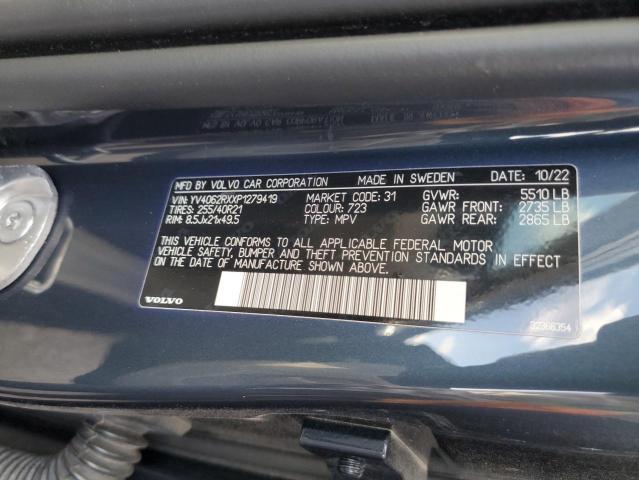 MFD BY VOLVO CAR CORPORATION MADE IN SWEDEN DATE: 10/22
VIN: YV4062RXXP1279419 MARKET CODE: 31 GVWR: 5510 LB
TIRES: 255/40R21 COLOUR: 723 GAWR FRONT: 2735 LB
RIM: 8.5Jx21x49.5 TYPE: MPV GAWR REAR: 2865 LB
THIS VEHICLE CONFORMS TO ALL APPLICABLE FEDERAL MOTOR
VEHICLE SAFETY, BUMPER AND THEFT PREVENTION STANDARDS IN EFFECT
ON THE DATE OF MANUFACTURE SHOWN ABOVE.
VOLVO